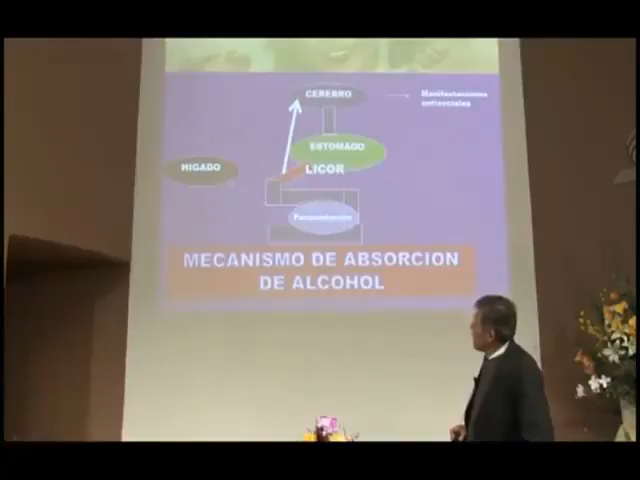 CEREBRO
Manifestaciones
antisociales
ESTOMAGO
HIGADO
LICOR
MECANISMO DE ABSORCION
DE ALCOHOL